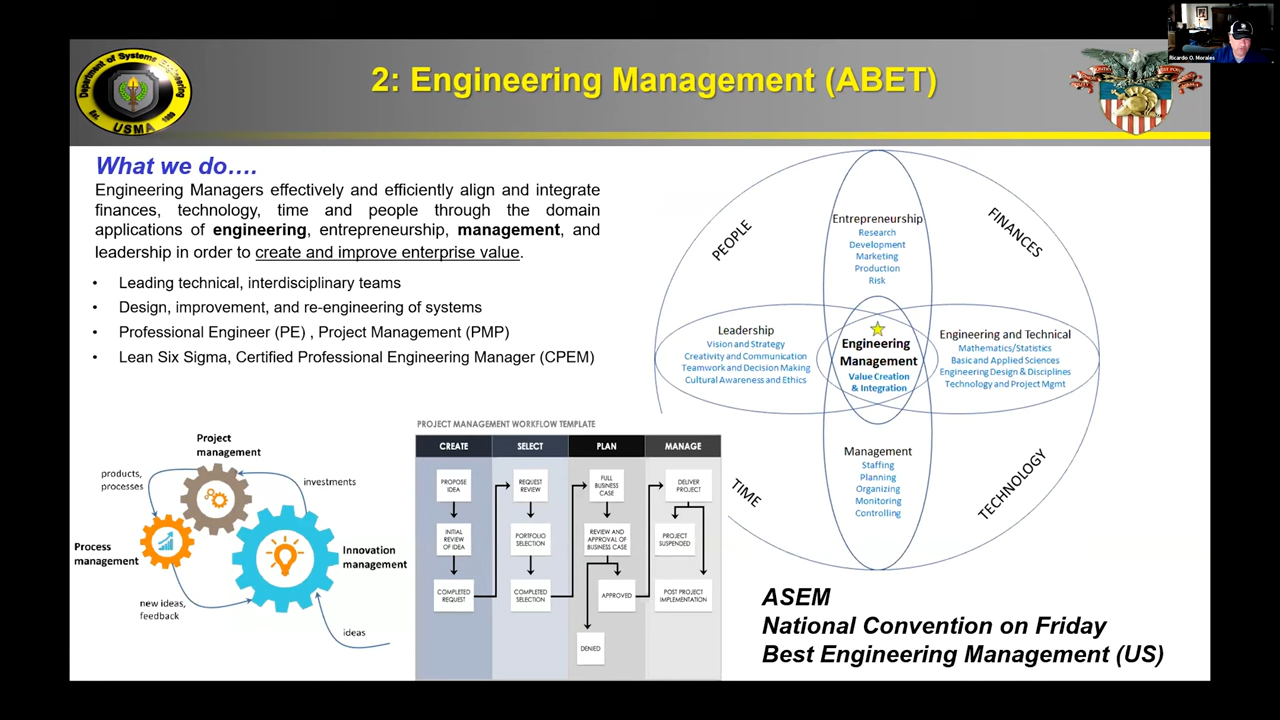 2: Engineering Management (ABET)
Department of Systems Engineering
USMA
Ricardo O. Morales
What we do….
Engineering Managers effectively and efficiently align and integrate
finances, technology, time and people through the domain
applications of engineering, entrepreneurship, management, and
leadership in order to create and improve enterprise value.
• Leading technical, interdisciplinary teams
• Design, improvement, and re-engineering of systems
• Professional Engineer (PE) , Project Management (PMP)
• Lean Six Sigma, Certified Professional Engineering Manager (CPEM)
PEOPLE
FINANCES
TIME
TECHNOLOGY
Entrepreneurship
Research
Development
Marketing
Production
Risk
Leadership
Vision and Strategy
Creativity and Communication
Teamwork and Decision Making
Cultural Awareness and Ethics
Engineering
Management
Value Creation
& Integration
Engineering and Technical
Mathematics/Statistics
Basic and Applied Sciences
Engineering Design & Disciplines
Technology and Project Mgmt
Management
Staffing
Planning
Organizing
Monitoring
Controlling
Project
management
products,
processes
investments
Process
management
Innovation
management
new ideas,
feedback
ideas
PROJECT MANAGEMENT WORKFLOW TEMPLATE
CREATE
PROPOSE
IDEA
INITIAL
REVIEW
OF IDEA
COMPLETED
REQUEST
SELECT
REQUEST
REVIEW
PORTFOLIO
SELECTION
COMPLETED
SELECTION
PLAN
FULL
BUSINESS
CASE
REVIEW AND
APPROVAL OF
BUSINESS CASE
APPROVED
DENIED
MANAGE
DELIVER
PROJECT
PROJECT
SUSPENDED
POST PROJECT
IMPLEMENTATION
ASEM
National Convention on Friday
Best Engineering Management (US)